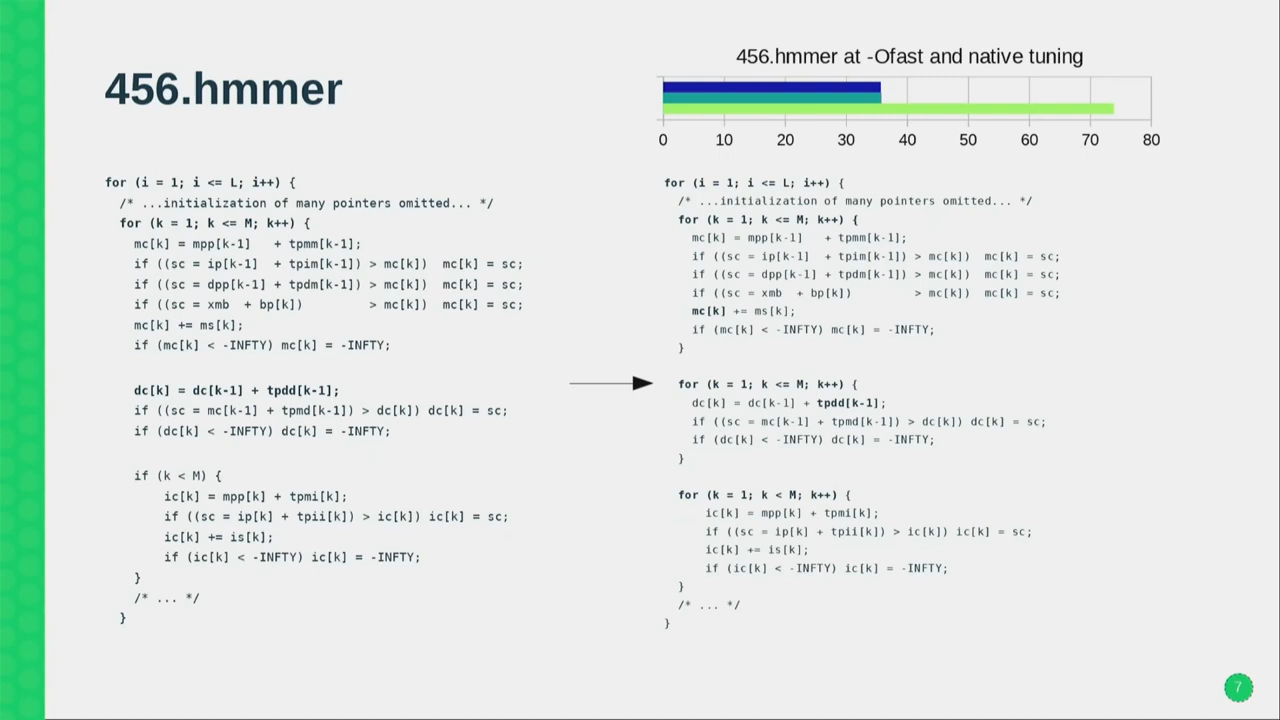 456.hmmer
456.hmmer at -Ofast and native tuning
0 10 20 30 40 50 60 70 80
for (i = 1; i <= L; i++) {
/* ...initialization of many pointers omitted... */
for (k = 1; k <= M; k++) {
mc[k] = mpp[k-1]   + tpmm[k-1];
if ((sc = ip[k-1]  + tpim[k-1]) > mc[k])  mc[k] = sc;
if ((sc = dpp[k-1] + tpdm[k-1]) > mc[k])  mc[k] = sc;
if ((sc = xmb  + bp[k])         > mc[k])  mc[k] = sc;
mc[k] += ms[k];
if (mc[k] < -INFTY) mc[k] = -INFTY;
dc[k] = dc[k-1] + tpdd[k-1];
if ((sc = mc[k-1] + tpmd[k-1]) > dc[k]) dc[k] = sc;
if (dc[k] < -INFTY) dc[k] = -INFTY;
if (k < M) {
ic[k] = mpp[k] + tpmi[k];
if ((sc = ip[k] + tpii[k]) > ic[k]) ic[k] = sc;
ic[k] += is[k];
if (ic[k] < -INFTY) ic[k] = -INFTY;
}
/* ... */
}
for (i = 1; i <= L; i++) {
/* ...initialization of many pointers omitted... */
for (k = 1; k <= M; k++) {
mc[k] = mpp[k-1]   + tpmm[k-1];
if ((sc = ip[k-1]  + tpim[k-1]) > mc[k])  mc[k] = sc;
if ((sc = dpp[k-1] + tpdm[k-1]) > mc[k])  mc[k] = sc;
if ((sc = xmb  + bp[k])         > mc[k])  mc[k] = sc;
mc[k] += ms[k];
if (mc[k] < -INFTY) mc[k] = -INFTY;
}
for (k = 1; k <= M; k++) {
dc[k] = dc[k-1] + tpdd[k-1];
if ((sc = mc[k-1] + tpmd[k-1]) > dc[k]) dc[k] = sc;
if (dc[k] < -INFTY) dc[k] = -INFTY;
}
for (k = 1; k < M; k++) {
ic[k] = mpp[k] + tpmi[k];
if ((sc = ip[k] + tpii[k]) > ic[k]) ic[k] = sc;
ic[k] += is[k];
if (ic[k] < -INFTY) ic[k] = -INFTY;
}
/* ... */
}
7